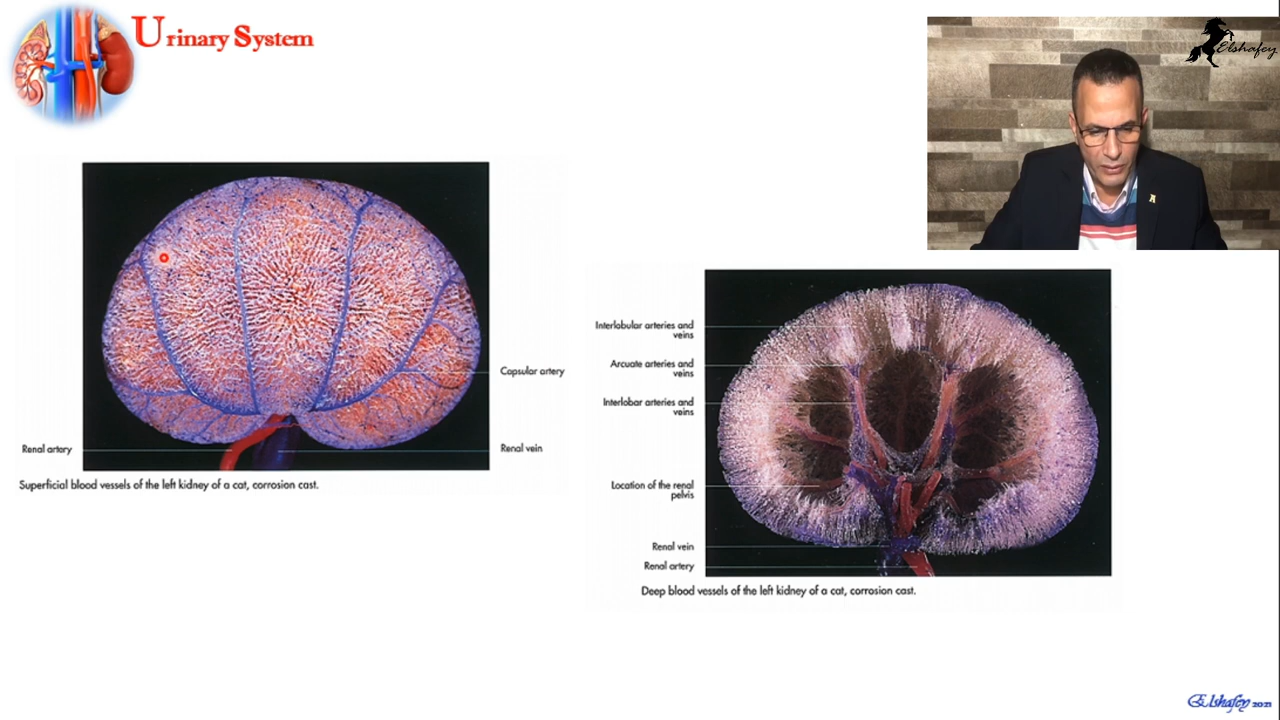 Urinary System
Elshafey
Capsular artery
Renal artery
Renal vein
Superficial blood vessels of the left kidney of a cat, corrosion cast.
Interlobular arteries and
veins
Arcuate arteries and
veins
Interlobar arteries and
veins
Location of the renal
pelvis
Renal vein
Renal artery
Deep blood vessels of the left kidney of a cat, corrosion cast.
Elshafey 2021